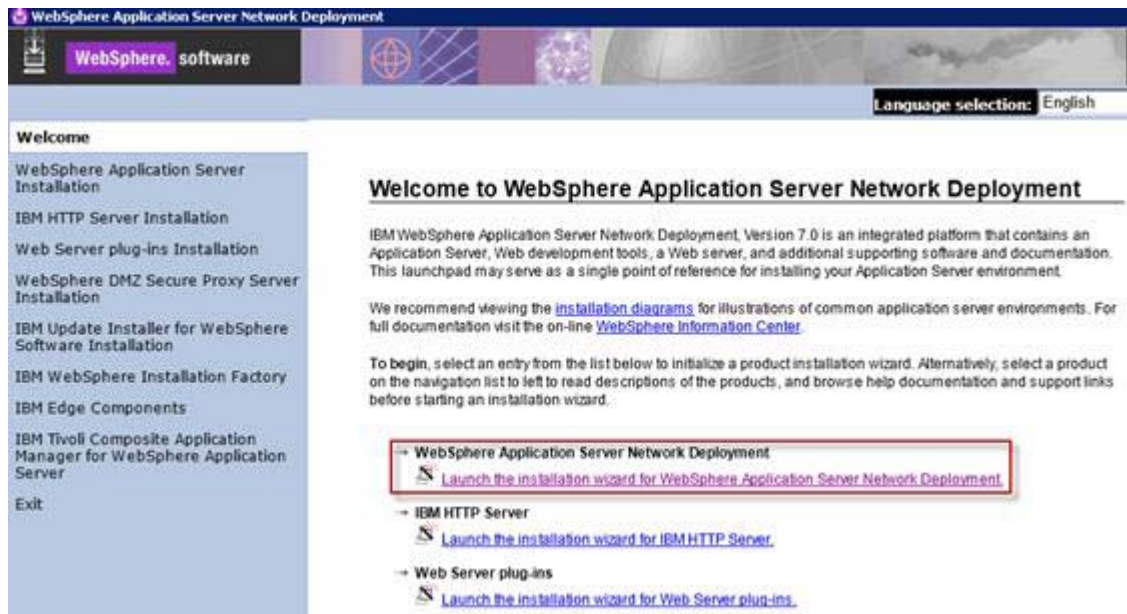 WebSphere Application Server Network Deployment
WebSphere. software
Language selection: English
Welcome
WebSphere Application Server
Installation
IBM HTTP Server Installation
Web Server plug-ins Installation
WebSphere DMZ Secure Proxy Server
Installation
IBM Update Installer for WebSphere
Software Installation
IBM WebSphere Installation Factory
IBM Edge Components
IBM Tivoli Composite Application
Manager for WebSphere Application
Server
Exit
Welcome to WebSphere Application Server Network Deployment
IBM WebSphere Application Server Network Deployment, Version 7.0 is an integrated platform that contains an
Application Server, Web development tools, a Web server, and additional supporting software and documentation.
This launchpad may serve as a single point of reference for installing your Application Server environment.
We recommend viewing the installation diagrams for illustrations of common application server environments. For
full documentation visit the on-line WebSphere Information Center.
To begin, select an entry from the list below to initialize a product installation wizard. Alternatively, select a product
on the navigation list to left to read descriptions of the products, and browse help documentation and support links
before starting an installation wizard.
→ WebSphere Application Server Network Deployment
Launch the installation wizard for WebSphere Application Server Network Deployment.
→ IBM HTTP Server
Launch the installation wizard for IBM HTTP Server.
→ Web Server plug-ins
Launch the installation wizard for Web Server plug-ins.